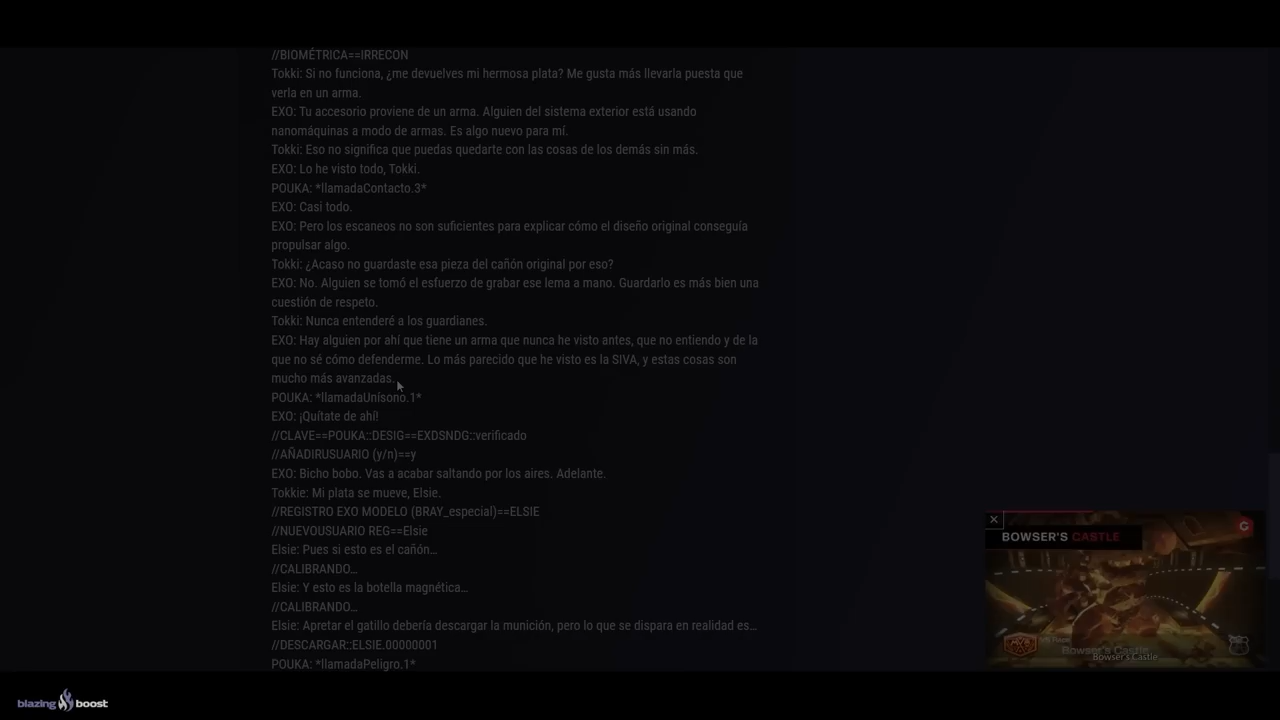 //BIOMÉTRICA==IRRECON
Tokki: Si no funciona, ¿me devuelves mi hermosa plata? Me gusta más llevarla puesta que
verla en un arma.
EXO: Tu accesorio proviene de un arma. Alguien del sistema exterior está usando
nanomáquinas a modo de armas. Es algo nuevo para mí.
Tokki: Eso no significa que puedas quedarte con las cosas de los demás sin más.
EXO: Lo he visto todo, Tokki.
POUKA: *llamadaContacto.3*
EXO: Casi todo.
EXO: Pero los escaneos no son suficientes para explicar cómo el diseño original conseguía
propulsar algo.
Tokki: ¿Acaso no guardaste esa pieza del cañón original por eso?
EXO: No. Alguien se tomó el esfuerzo de grabar ese lema a mano. Guardarlo es más bien una
cuestión de respeto.
Tokki: Nunca entenderé a los guardianes.
EXO: Hay alguien por ahí que tiene un arma que nunca he visto antes, que no entiendo y de la
que no sé cómo defenderme. Lo más parecido que he visto es la SIVA, y estas cosas son
mucho más avanzadas.
POUKA: *llamadaUnísono.1*
EXO: ¡Quítate de ahí!
//CLAVE==POUKA::DESIG==EXDSNDG::verificado
//AÑADIRUSUARIO (y/n)==y
EXO: Bicho bobo. Vas a acabar saltando por los aires. Adelante.
Tokkie: Mi plata se mueve, Elsie.
//REGISTRO EXO MODELO (BRAY_especial)==ELSIE
//NUEVOUSUARIO REG==Elsie
Elsie: Pues si esto es el cañón…
//CALIBRANDO…
Elsie: Y esto es la botella magnética…
//CALIBRANDO…
Elsie: Apretar el gatillo debería descargar la munición, pero lo que se dispara en realidad es…
//DESCARGAR::ELSIE.00000001
POUKA: *llamadaPeligro.1*
BOWSER'S CASTLE
Bowser's Castle
Bowser's Castle
blazing boost